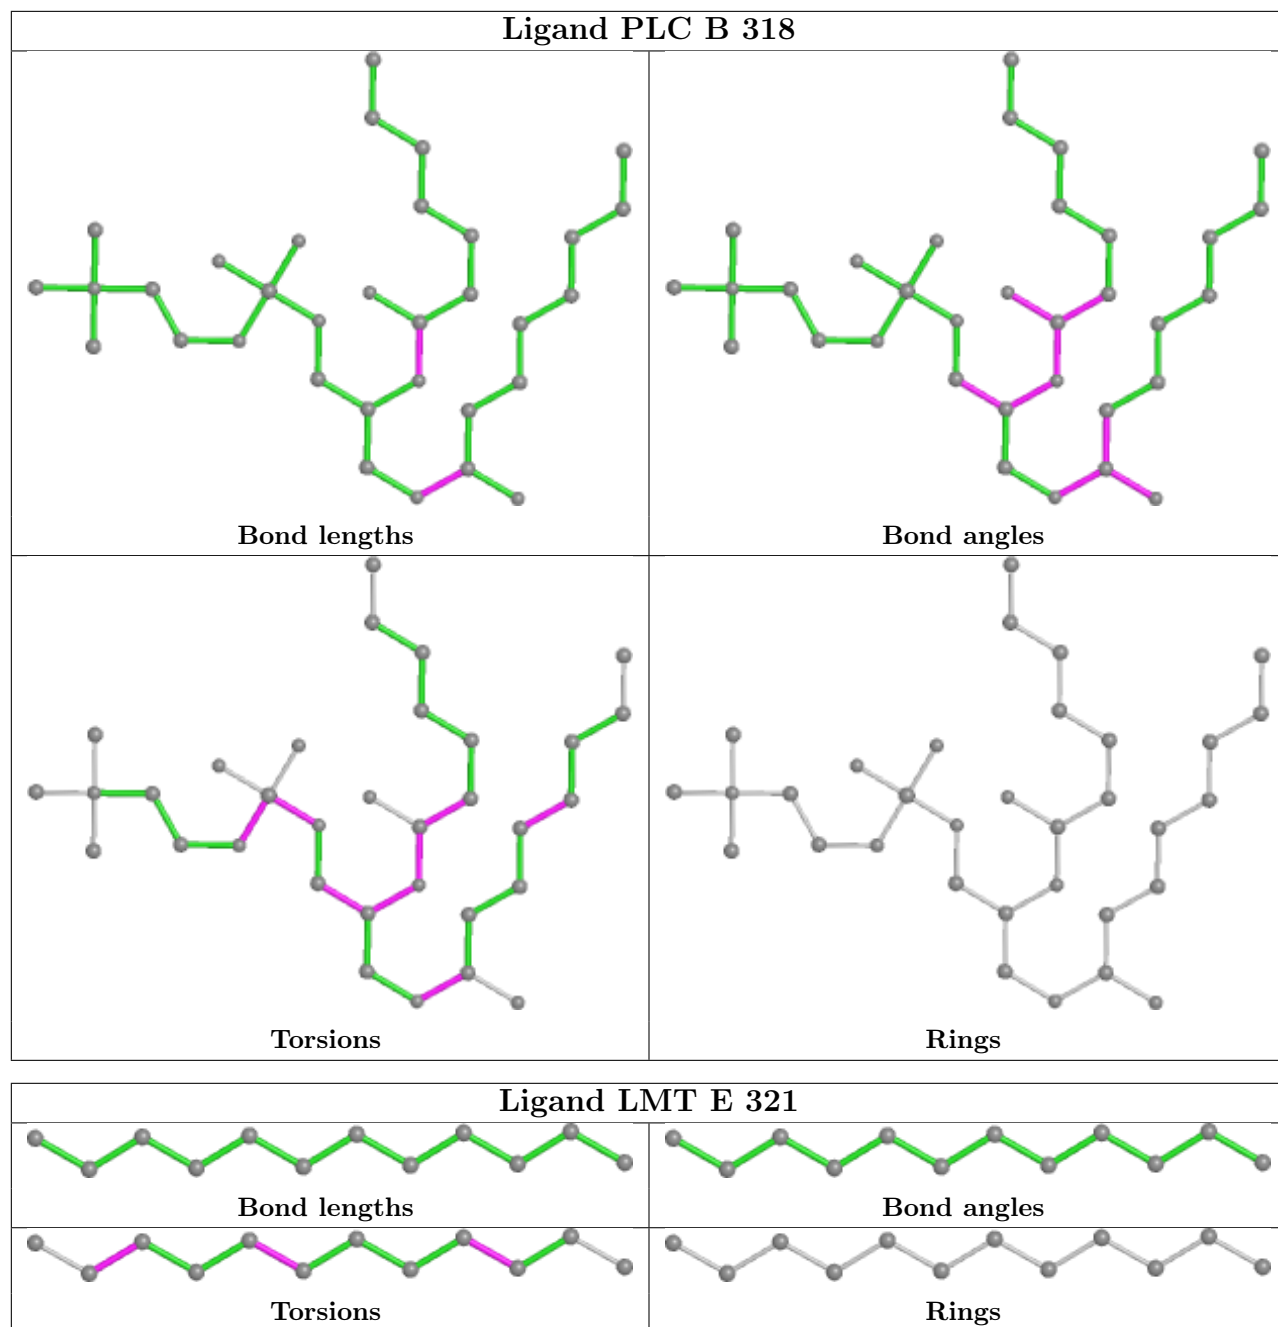 Ligand PLC B 318
Bond lengths
Bond angles
Torsions
Rings
Ligand LMT E 321
Bond lengths
Bond angles
Torsions
Rings